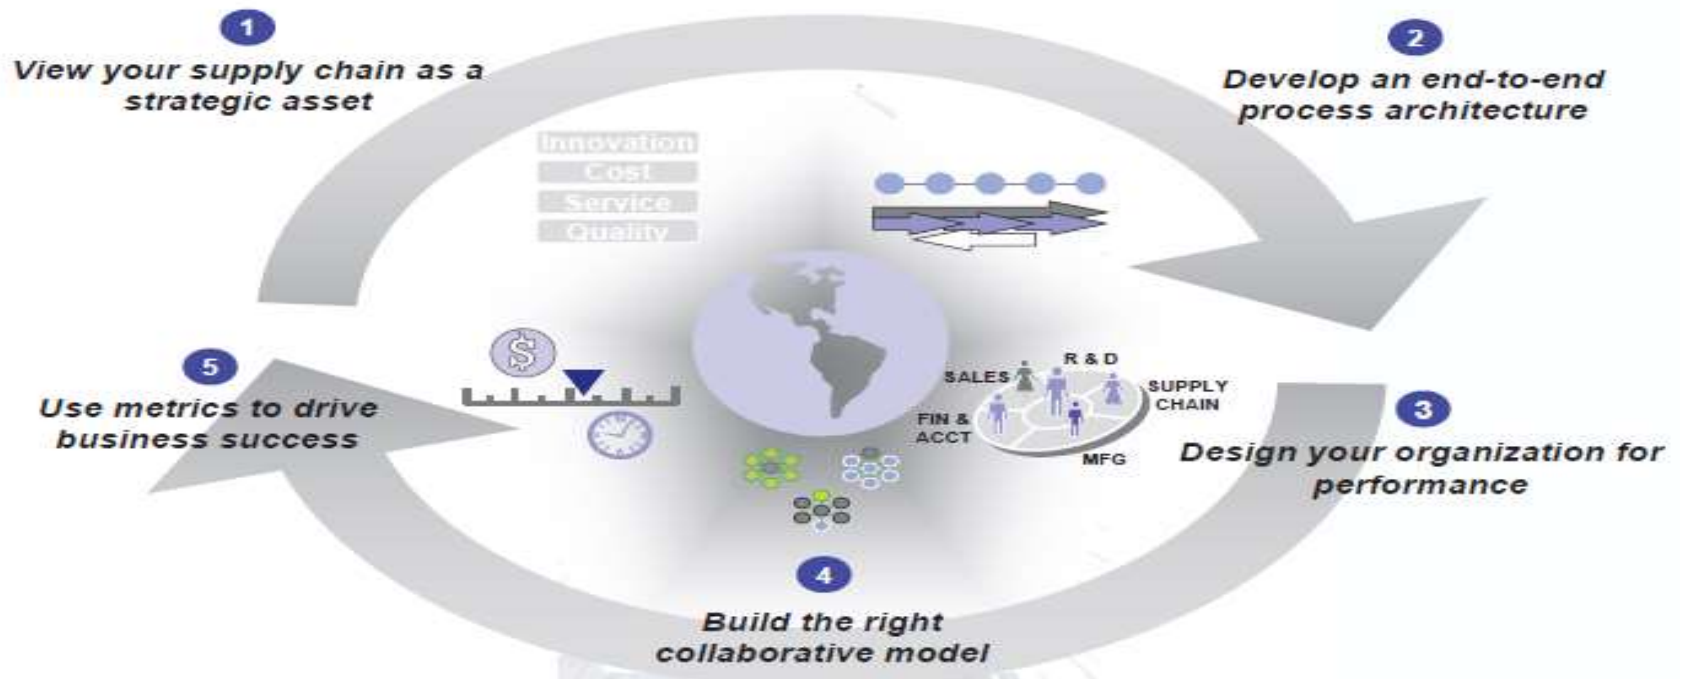 1
View your supply chain as a
strategic asset
2
Develop an end-to-end
process architecture
Innovation
Cost
Service
Quality
$
R & D
SALES
SUPPLY
CHAIN
FIN &
ACCT
MFG
3
Design your organization for
performance
4
Build the right
collaborative model
5
Use metrics to drive
business success